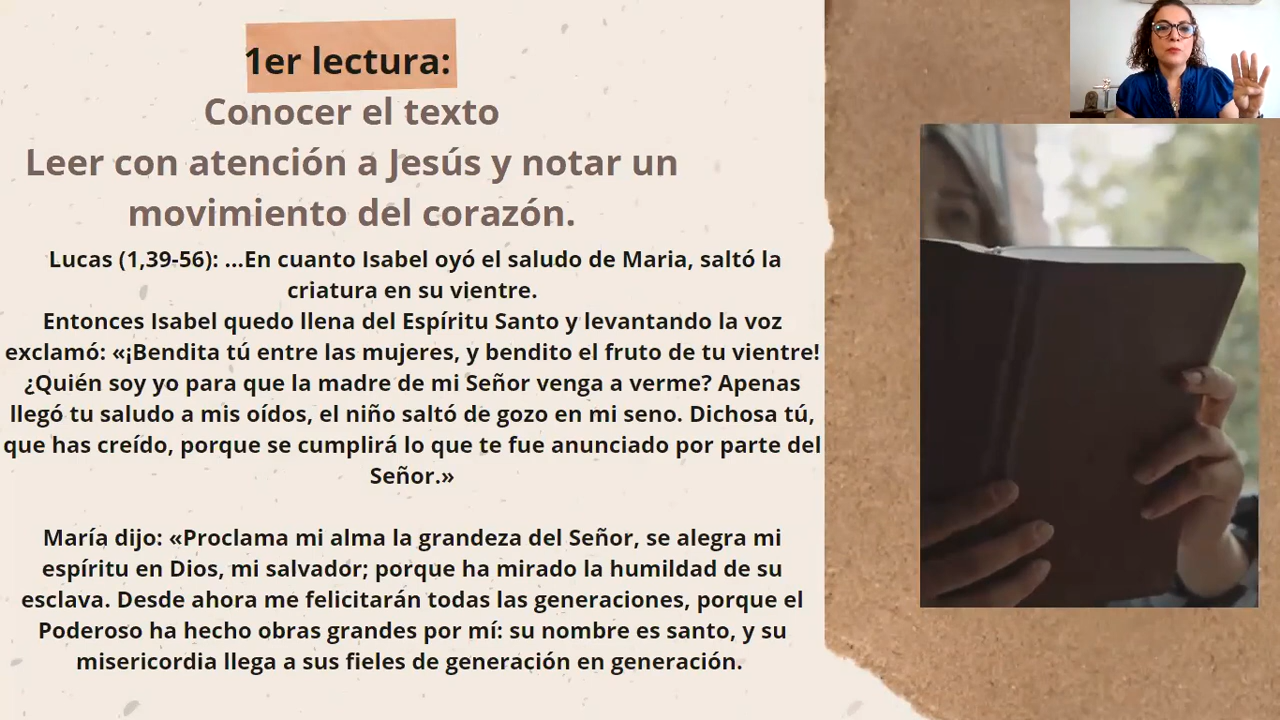 1er lectura:
Conocer el texto
Leer con atención a Jesús y notar un
movimiento del corazón.
Lucas (1,39-56): ...En cuanto Isabel oyó el saludo de Maria, saltó la
criatura en su vientre.
Entonces Isabel quedo llena del Espíritu Santo y levantando la voz
exclamó: «¡Bendita tú entre las mujeres, y bendito el fruto de tu vientre!
¿Quién soy yo para que la madre de mi Señor venga a verme? Apenas
llegó tu saludo a mis oídos, el niño saltó de gozo en mi seno. Dichosa tú,
que has creído, porque se cumplirá lo que te fue anunciado por parte del
Señor.»
María dijo: «Proclama mi alma la grandeza del Señor, se alegra mi
espíritu en Dios, mi salvador; porque ha mirado la humildad de su
esclava. Desde ahora me felicitarán todas las generaciones, porque el
Poderoso ha hecho obras grandes por mí: su nombre es santo, y su
misericordia llega a sus fieles de generación en generación.